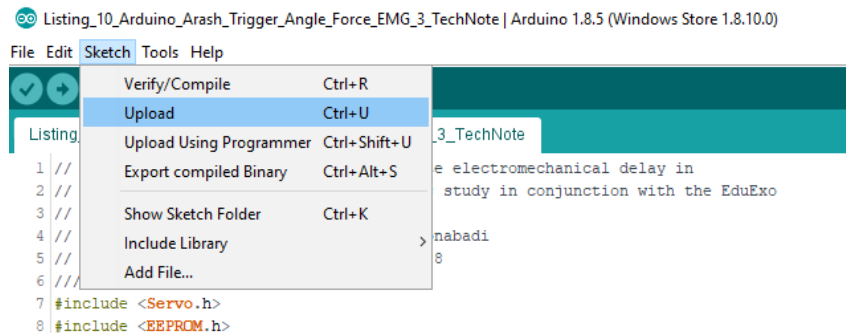 Listing_10_Arduino_Arash_Trigger_Angle_Force_EMG_3_TechNote | Arduino 1.8.5 (Windows Store 1.8.10.0)
File Edit Sketch Tools Help
Verify/Compile Ctrl+R
Upload Ctrl+U
Listing _3_TechNote
Upload Using Programmer Ctrl+Shift+U
1 // e electromechanical delay in
Export compiled Binary Ctrl+Alt+S
2 // study in conjunction with the EduExo
3 //
Show Sketch Folder Ctrl+K
4 // nabadi
Include Library >
5 // 8
Add File...
6 ///
7 #include <Servo.h>
8 #include <EEPROM.h>